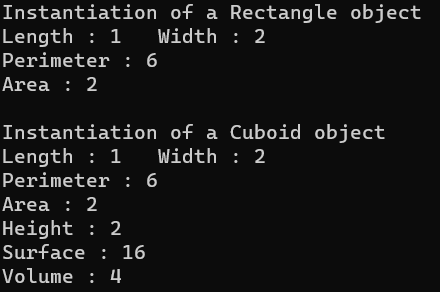 Instantiation of a Rectangle object
Length : 1   Width : 2
Perimeter : 6
Area : 2

Instantiation of a Cuboid object
Length : 1   Width : 2
Perimeter : 6
Area : 2
Height : 2
Surface : 16
Volume : 4